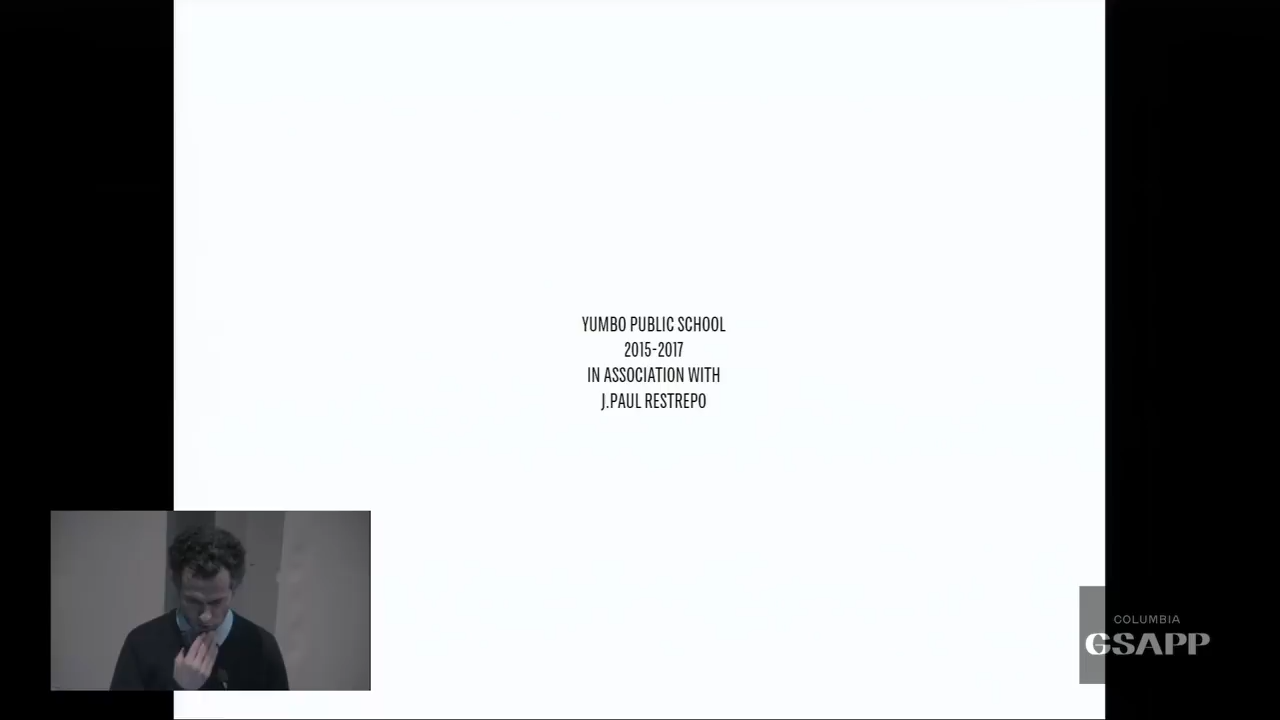 YUMBO PUBLIC SCHOOL
2015-2017
IN ASSOCIATION WITH
J.PAUL RESTREPO
COLUMBIA
GSAPP